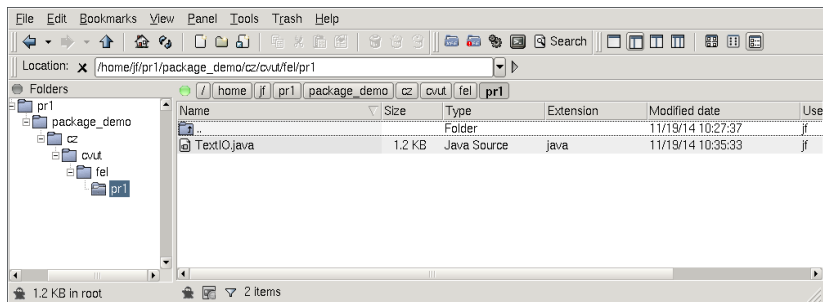 File Edit Bookmarks View Panel Tools Trash Help
Search
Location: /home/jf/pr1/package_demo/cz/cvut/fel/pr1
Folders
/ home jf pr1 package_demo cz cvut fel pr1
pr1
package_demo
cz
cvut
fel
pr1
Name Size Type Extension Modified date Use
.. Folder 11/19/14 10:27:37 jf
TextIO.java 1.2 KB Java Source java 11/19/14 10:35:33 jf
1.2 KB in root
2 items